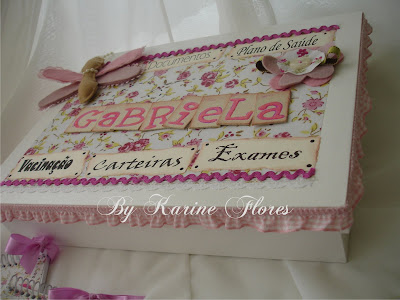 Documentos
Plano de Saúde
GaBRieLa
Vacinação
Carteiras
Exames
By Karine Flores